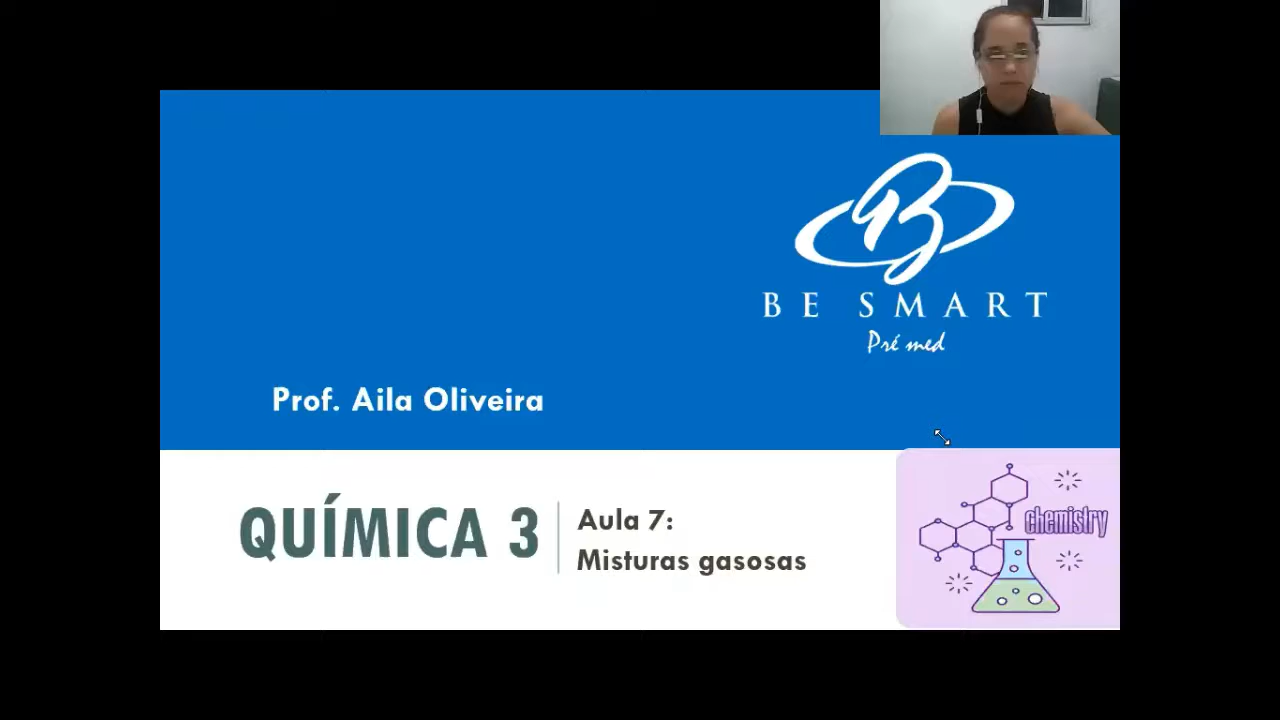 BE SMART
Pré med
Prof. Aila Oliveira
QUÍMICA 3
Aula 7:
Misturas gasosas
chemistry